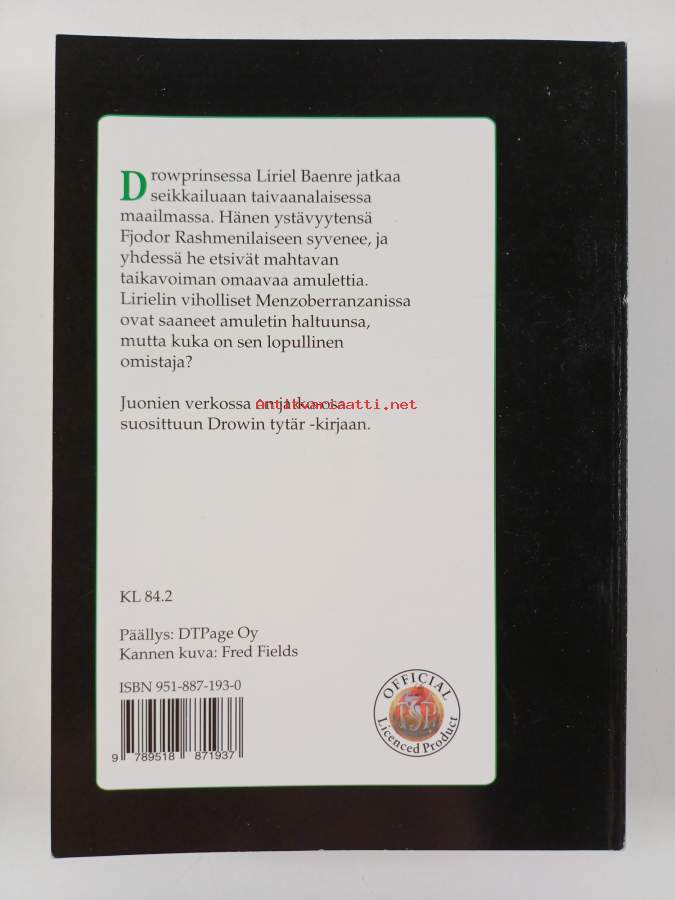 Drowprinsessa Liriel Baenre jatkaa
seikkailuaan taivaanalaisessa
maailmassa. Hänen ystävyytensä
Fjodor Rashmenilaiseen syvenee, ja
yhdessä he etsivät mahtavan
taikavoiman omaavaa amulettia.
Lirielin viholliset Menzoberranzanissa
ovat saaneet amuletin haltuunsa,
mutta kuka on sen lopullinen
omistaja?
Juonien verkossa on jatko-osa
antikvariaatti.net
suosittuun Drowin tytär -kirjaan.
KL 84.2
Päällys: DTPage Oy
Kannen kuva: Fred Fields
ISBN 951-887-193-0
9 789518 871937
OFFICIAL
TSR
Licenced Product